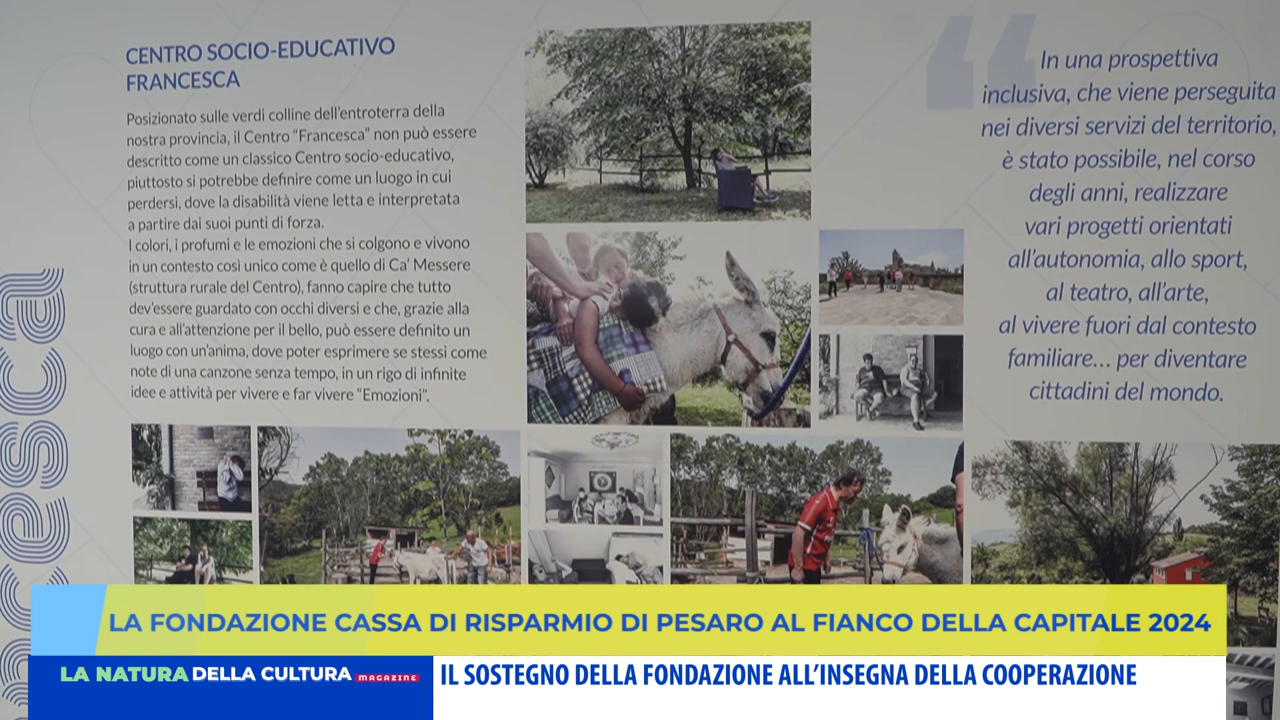 CENTRO SOCIO-EDUCATIVO
FRANCESCA
Posizionato sulle verdi colline dell'entroterra della
nostra provincia, il Centro "Francesca" non può essere
descritto come un classico Centro socio-educativo,
piuttosto si potrebbe definire come un luogo in cui
perdersi, dove la disabilità viene letta e interpretata
a partire dai suoi punti di forza.
I colori, i profumi e le emozioni che si colgono e vivono
in un contesto così unico come è quello di Ca' Messere
(struttura rurale del Centro), fanno capire che tutto
dev'essere guardato con occhi diversi e che, grazie alla
cura e all'attenzione per il bello, può essere definito un
luogo con un'anima, dove poter esprimere se stessi come
note di una canzone senza tempo, in un rigo di infinite
idee e attività per vivere e far vivere "Emozioni".
“
In una prospettiva
inclusiva, che viene perseguita
nei diversi servizi del territorio,
è stato possibile, nel corso
degli anni, realizzare
vari progetti orientati
all'autonomia, allo sport,
al teatro, all'arte,
al vivere fuori dal contesto
familiare... per diventare
cittadini del mondo.
ncesca
LA FONDAZIONE CASSA DI RISPARMIO DI PESARO AL FIANCO DELLA CAPITALE 2024
LA NATURA DELLA CULTURA MAGAZINE
IL SOSTEGNO DELLA FONDAZIONE ALL'INSEGNA DELLA COOPERAZIONE